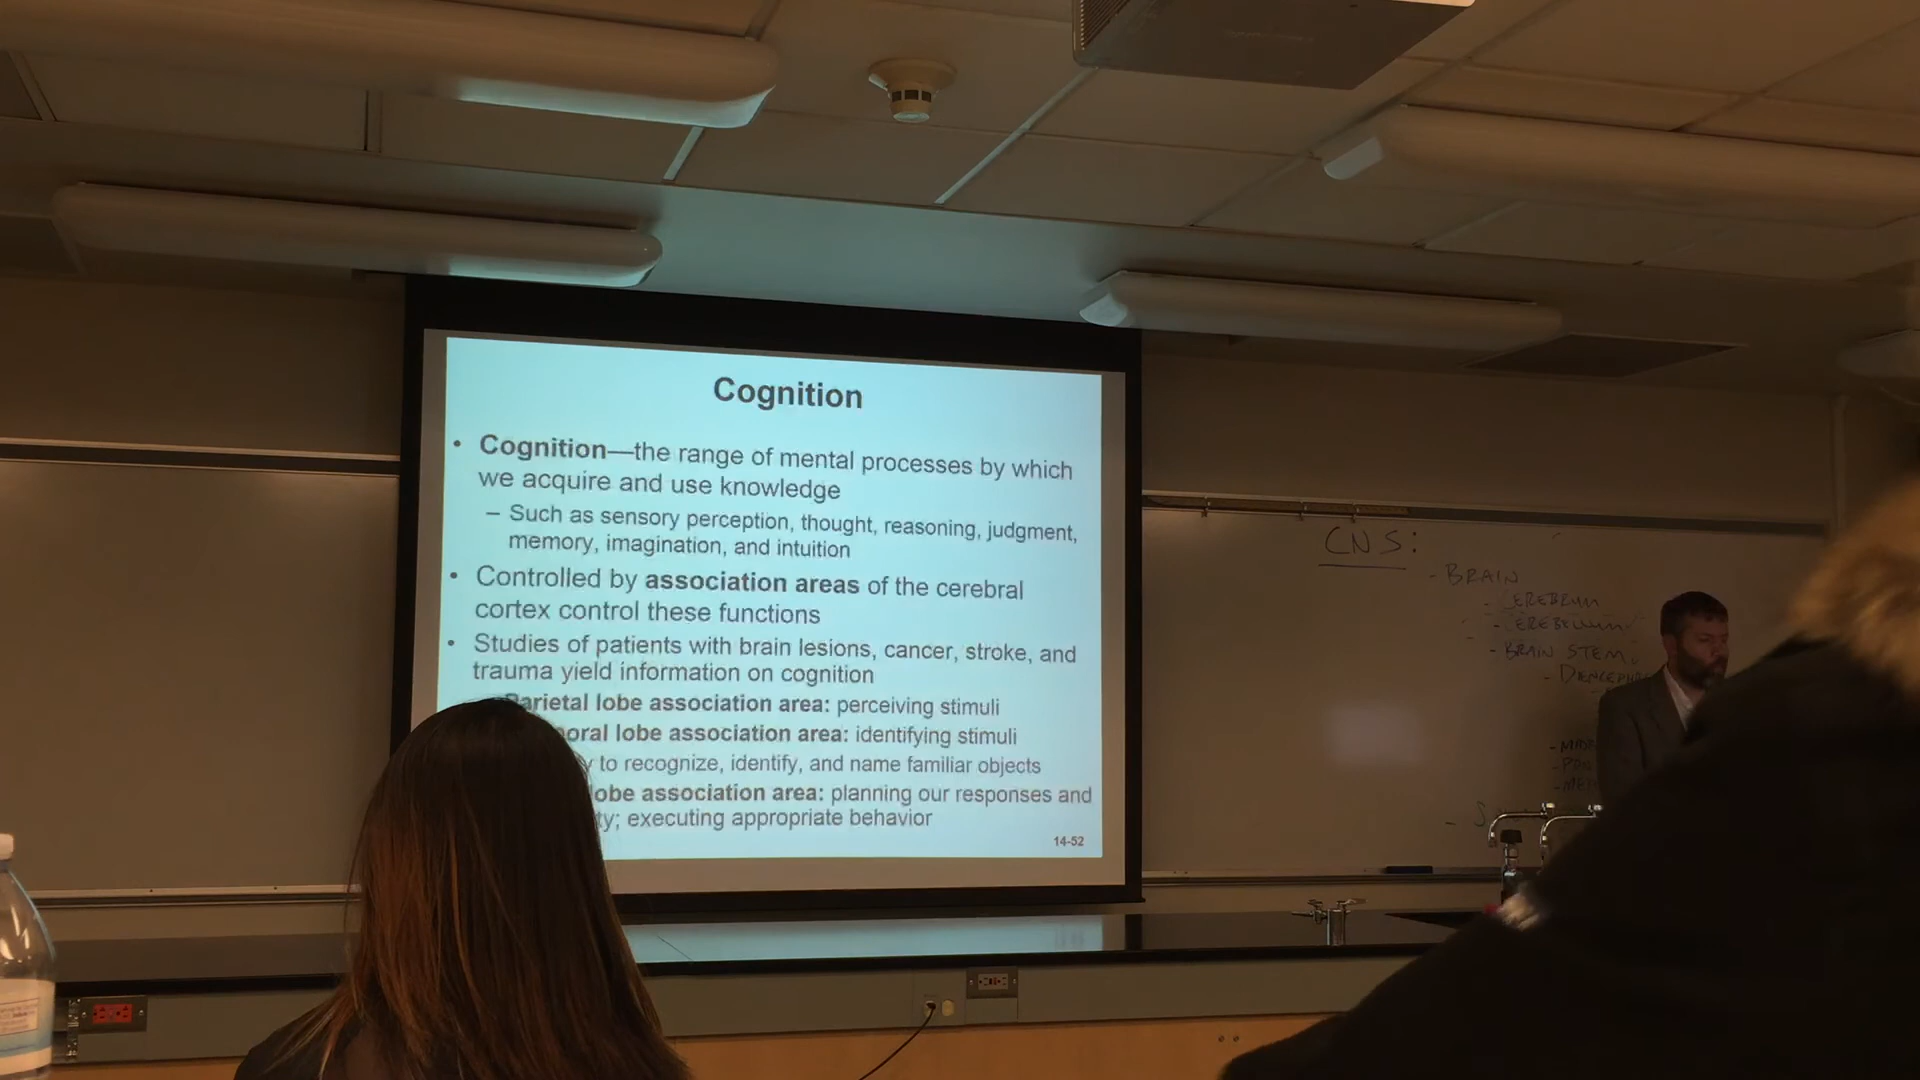 Cognition
• Cognition—the range of mental processes by which
we acquire and use knowledge
– Such as sensory perception, thought, reasoning, judgment,
memory, imagination, and intuition
• Controlled by association areas of the cerebral
cortex control these functions
• Studies of patients with brain lesions, cancer, stroke, and
trauma yield information on cognition
Parietal lobe association area: perceiving stimuli
oral lobe association area: identifying stimuli
y to recognize, identify, and name familiar objects
lobe association area: planning our responses and
ty; executing appropriate behavior
14-52
CNS:
- BRAIN
- CEREBRUM
- CEREBELLUM
- BRAIN STEM